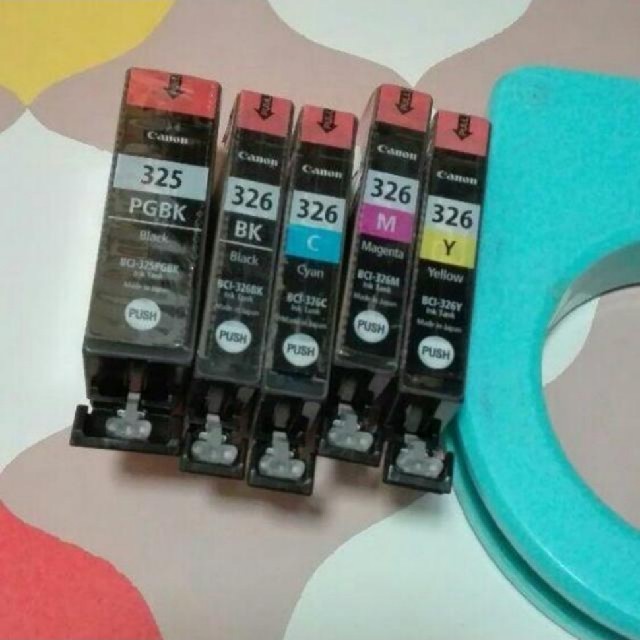 Canon
325
PGBK
Black
BCI-325PGBK
Ink Tank
Made in Japan
PUSH
Canon
326
BK
Black
BCI-326BK
Ink Tank
Made in Japan
PUSH
Canon
326
C
Cyan
BCI-326C
Ink Tank
Made in Japan
PUSH
Canon
326
M
Magenta
BCI-326M
Ink Tank
Made in Japan
PUSH
Canon
326
Y
Yellow
BCI-326Y
Ink Tank
Made in Japan
PUSH